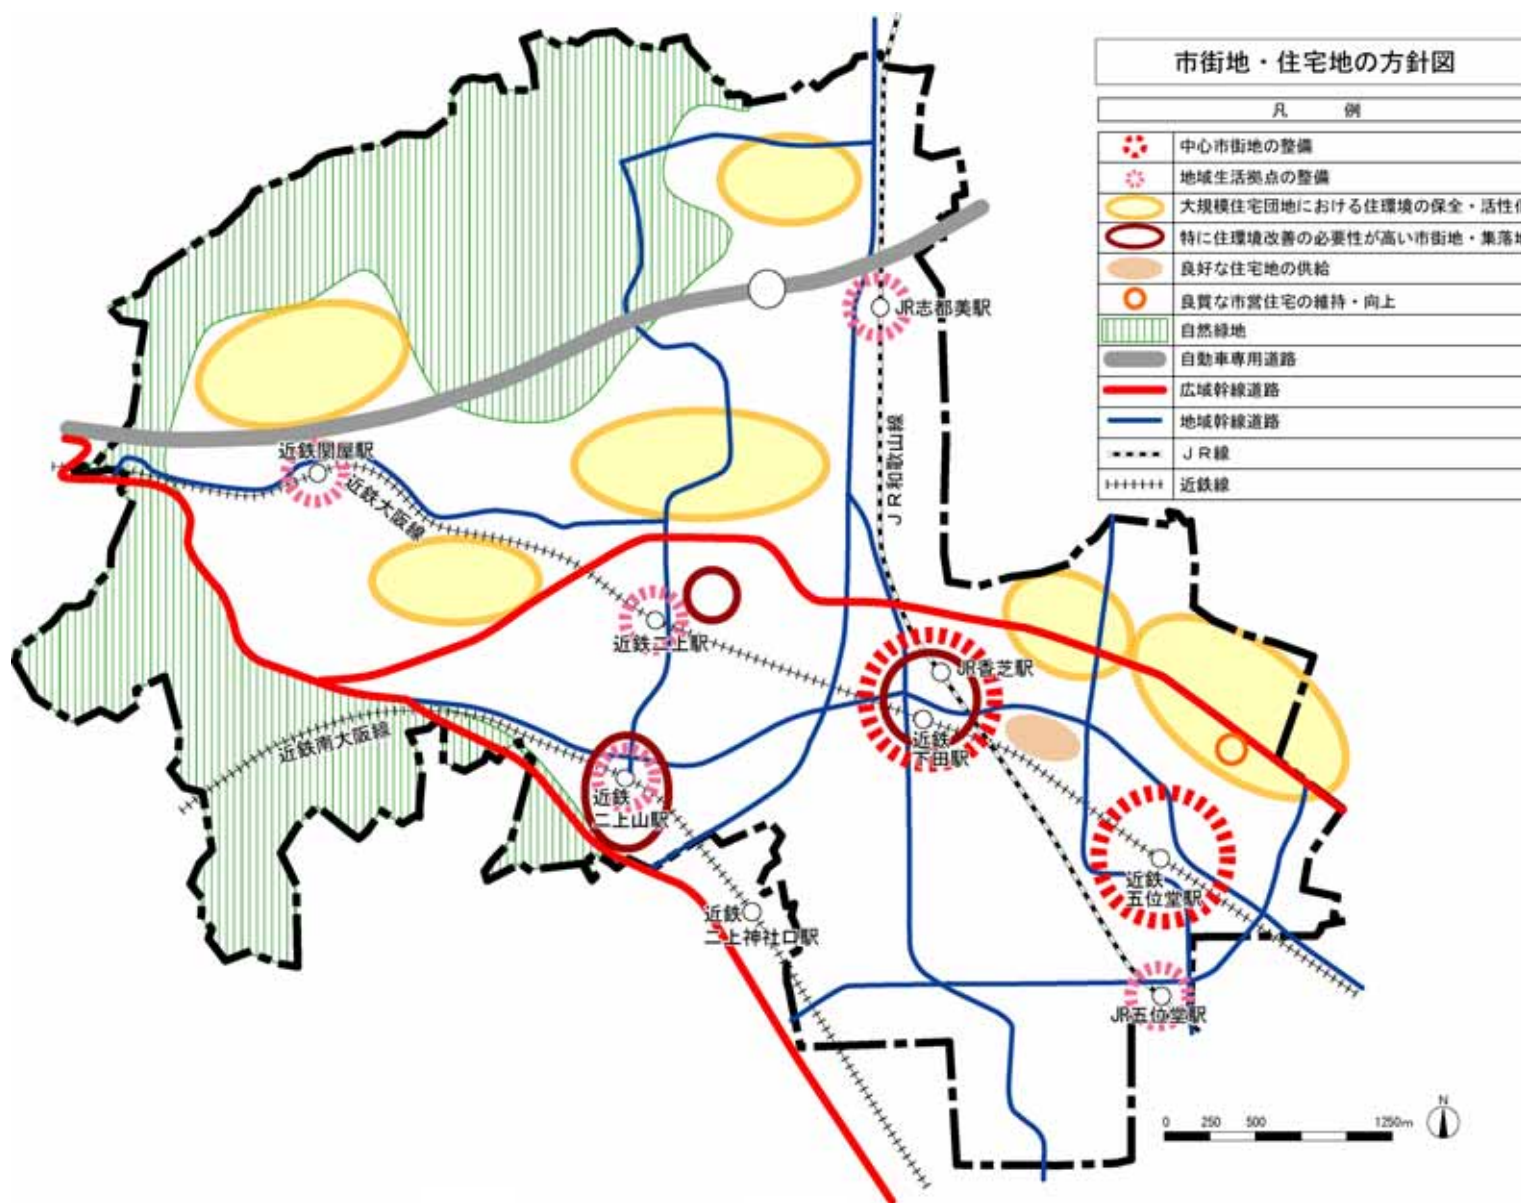 市街地・住宅地の方針図
凡 例
中心市街地の整備
地域生活拠点の整備
大規模住宅団地における住環境の保全・活性化
特に住環境改善の必要性が高い市街地・集落地
良好な住宅地の供給
良質な市営住宅の維持・向上
自然緑地
自動車専用道路
広域幹線道路
地域幹線道路
JR線
近鉄線
JR志都美駅
近鉄関屋駅
近鉄大阪線
JR和歌山線
近鉄二上駅
JR香芝駅
近鉄
下田駅
近鉄南大阪線
近鉄
二上山駅
近鉄
五位堂駅
近鉄
二上神社口駅
JR五位堂駅
N
0 250 500 1250m